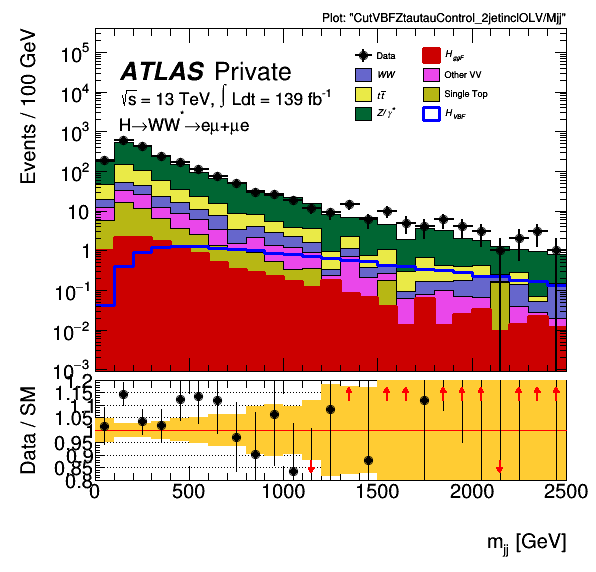 Plot: "CutVBFZtautauControl_2jetinclOLV/Mjj"
Events / 100 GeV
10⁵
10⁴
10³
10²
10
1
10⁻¹
10⁻²
10⁻³
ATLAS Private
√s = 13 TeV, ∫ Ldt = 139 fb⁻¹
H→WW*→eμ+μe
Data
WW
tt̄
Z/γ*
H_ggF
Other VV
Single Top
H_VBF
Data / SM
1.2
1.15
1.1
1.05
1
0.95
0.9
0.85
0.8
0 500 1000 1500 2000 2500
m_jj [GeV]